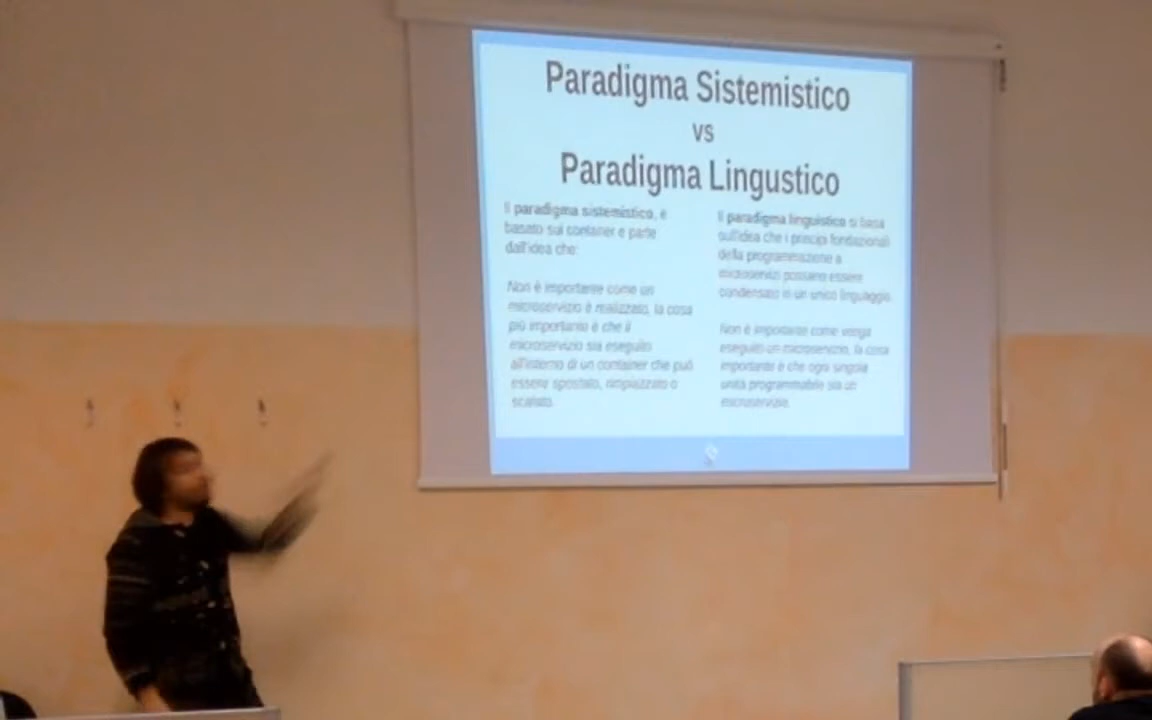 Paradigma Sistemistico
vs
Paradigma Lingustico
Il paradigma sistemistico, è
basato sui container e parte
dall'idea che:
Non è importante come un
microservizio è realizzato, la cosa
più importante è che il
microservizio sia eseguito
all'interno di un container che può
essere spostato, rimpiazzato o
scalato.
Il paradigma linguistico si basa
sull'idea che i principi fondazionali
della programmazione a
microservizi possano essere
condensato in un unico linguaggio.
Non è importante come venga
eseguito un microservizio, la cosa
importante è che ogni singola
unità programmabile sia un
microservizio.